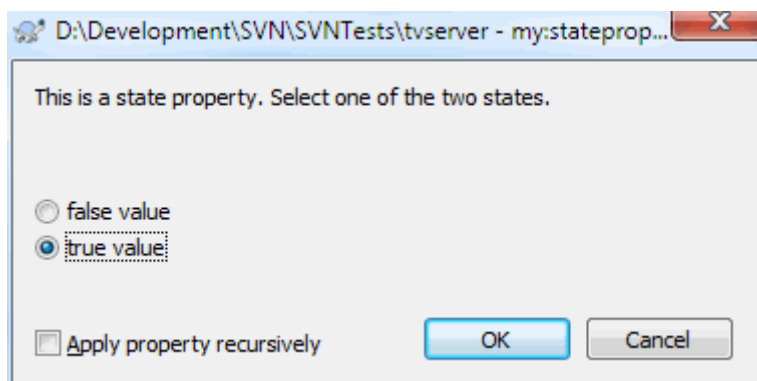 D:\Development\SVN\SVNTests\tvserver - my:stateprop...
This is a state property. Select one of the two states.
false value
true value
Apply property recursively
OK
Cancel